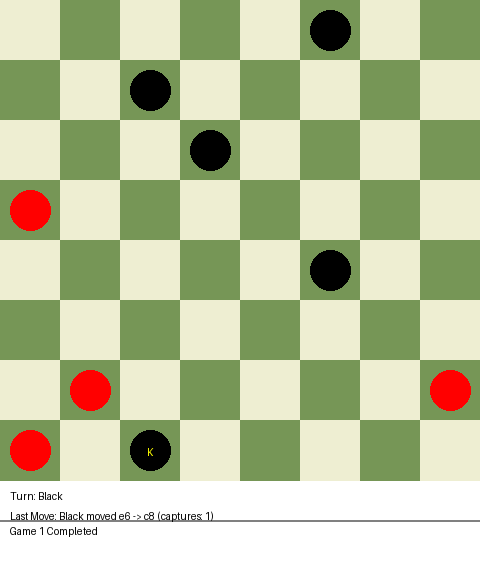 K
Turn: Black
Last Move: Black moved e6 -> c8 (captures: 1)
Game 1 Completed